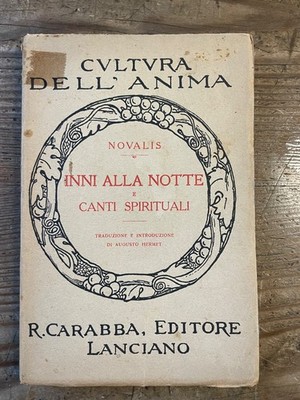 CVLTVRA
DELL'ANIMA
NOVALIS
INNI ALLA NOTTE
E
CANTI SPIRITUALI
TRADUZIONE E INTRODUZIONE
DI AUGUSTO HERMET
R. CARABBA, EDITORE
LANCIANO